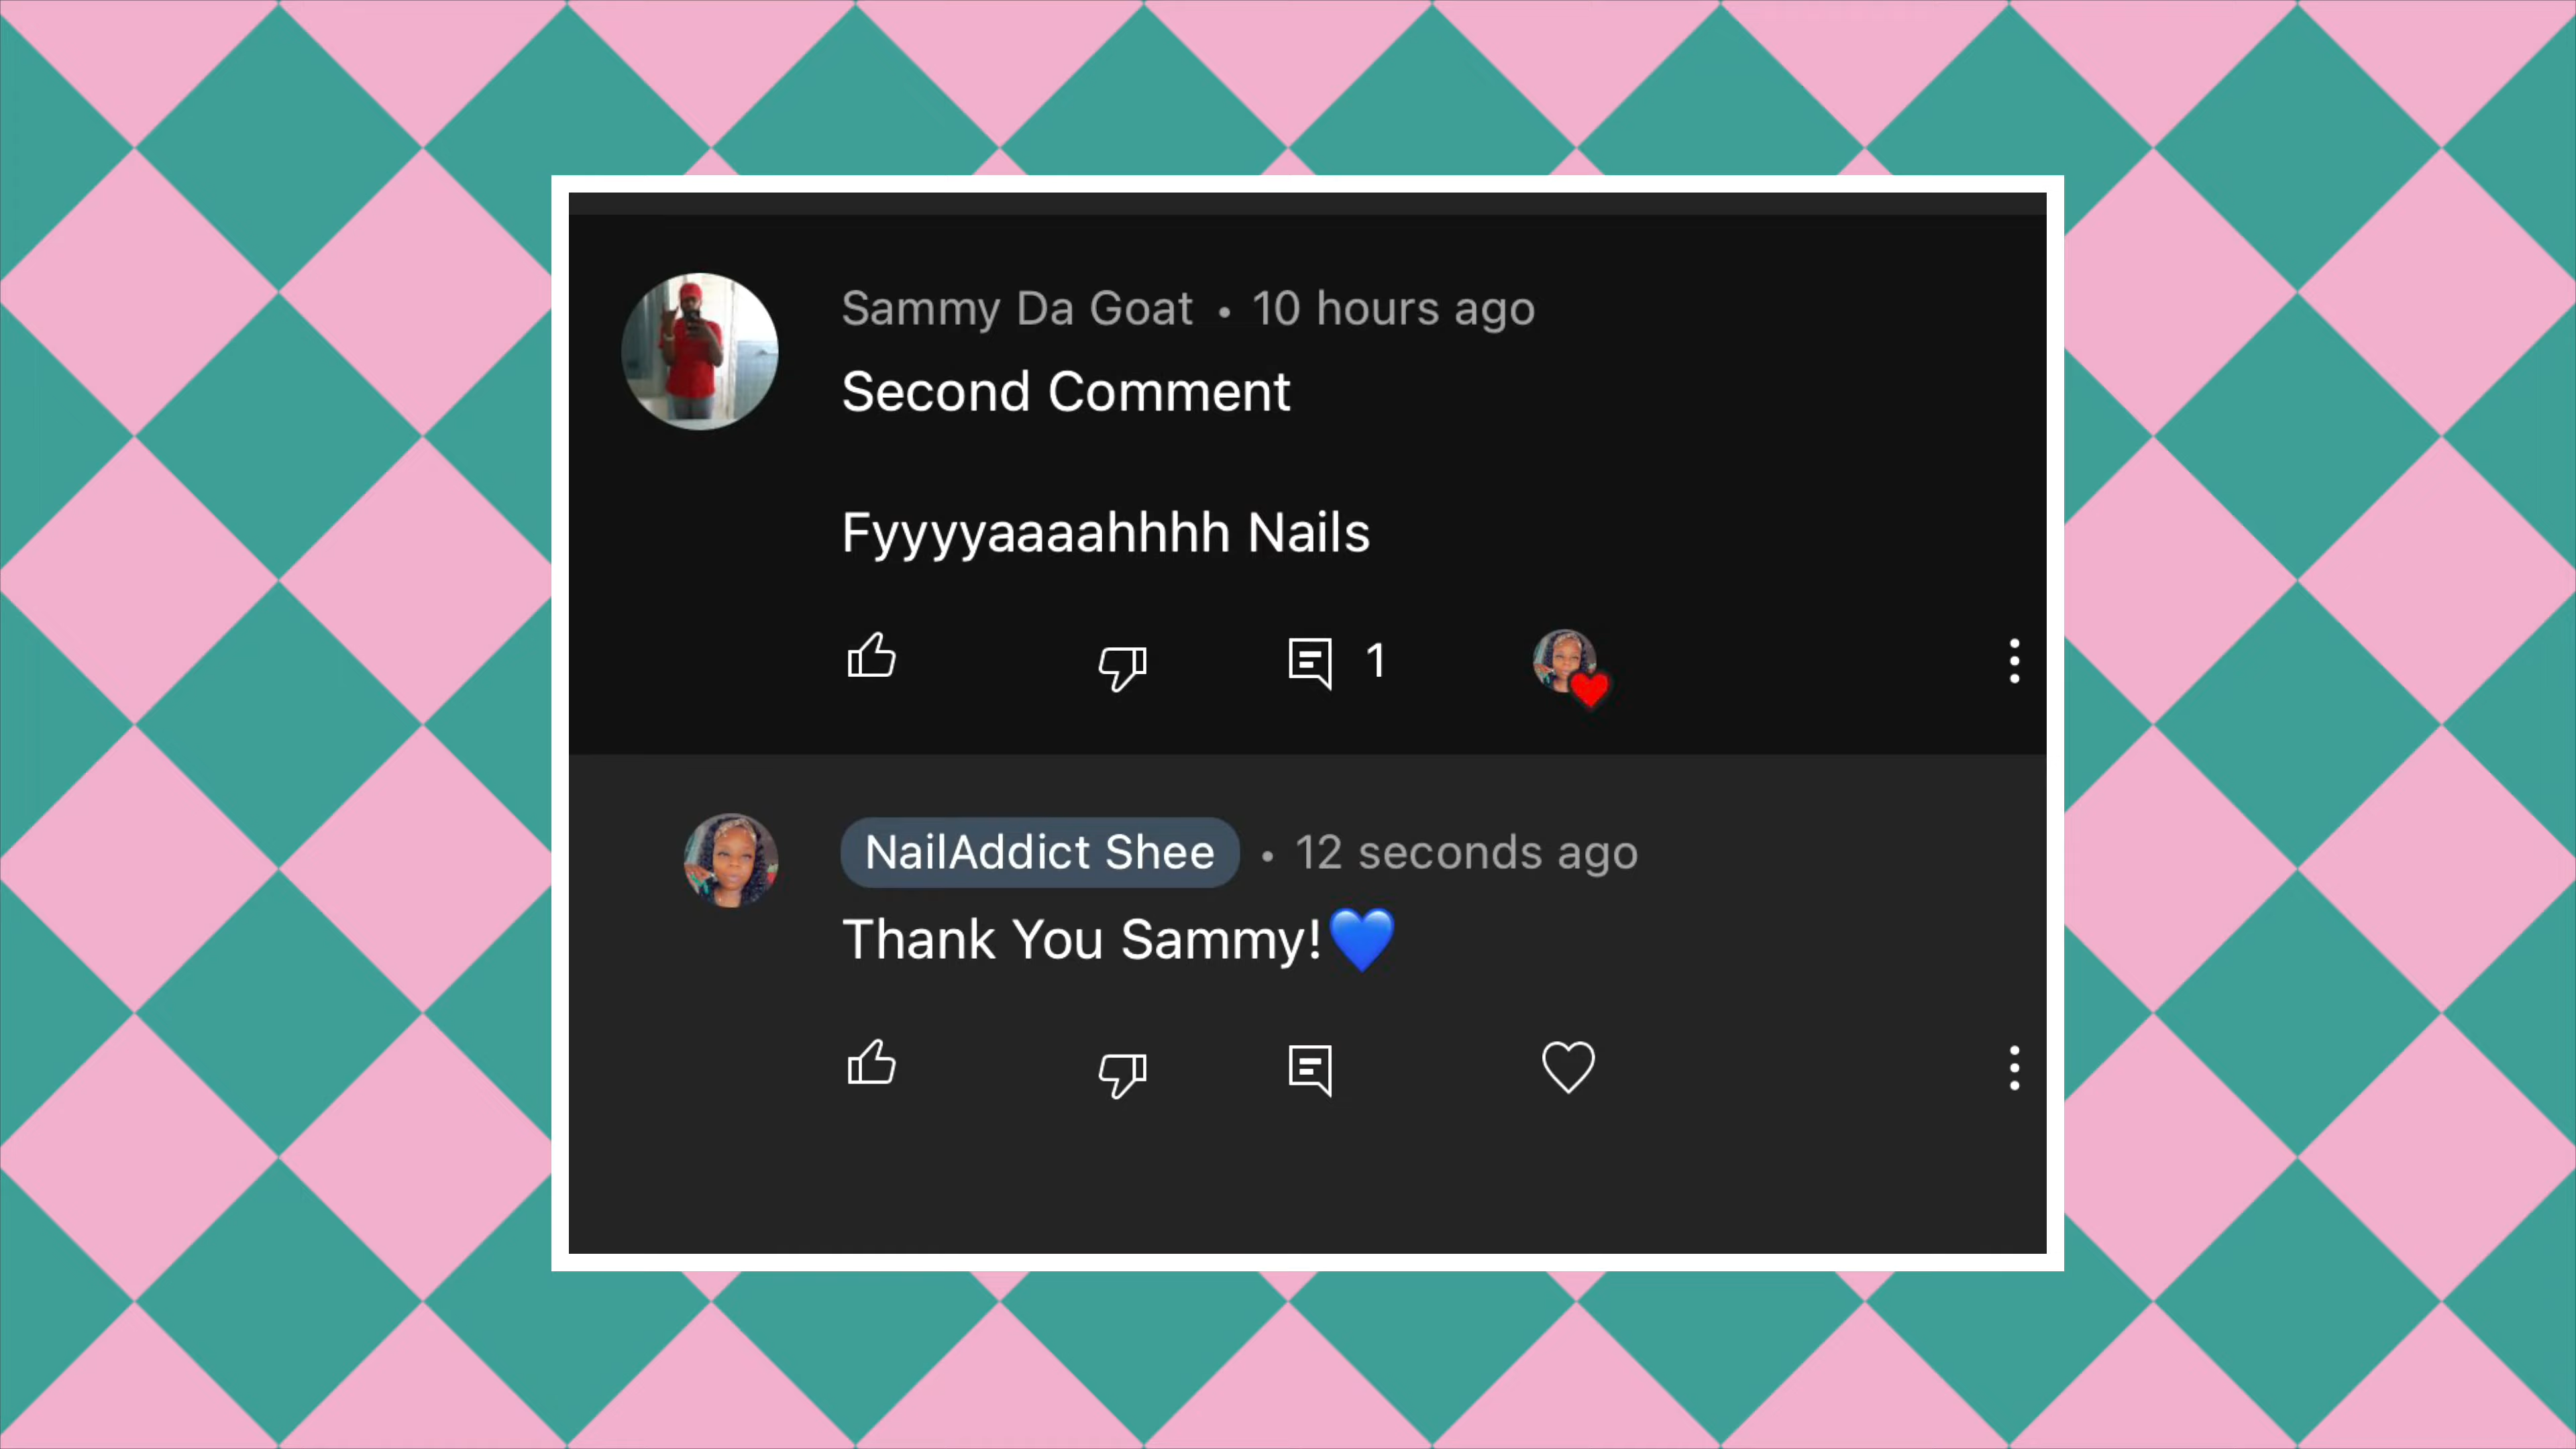 Sammy Da Goat • 10 hours ago
Second Comment
Fyyyyaaaahhhh Nails
1
NailAddict Shee • 12 seconds ago
Thank You Sammy!💙